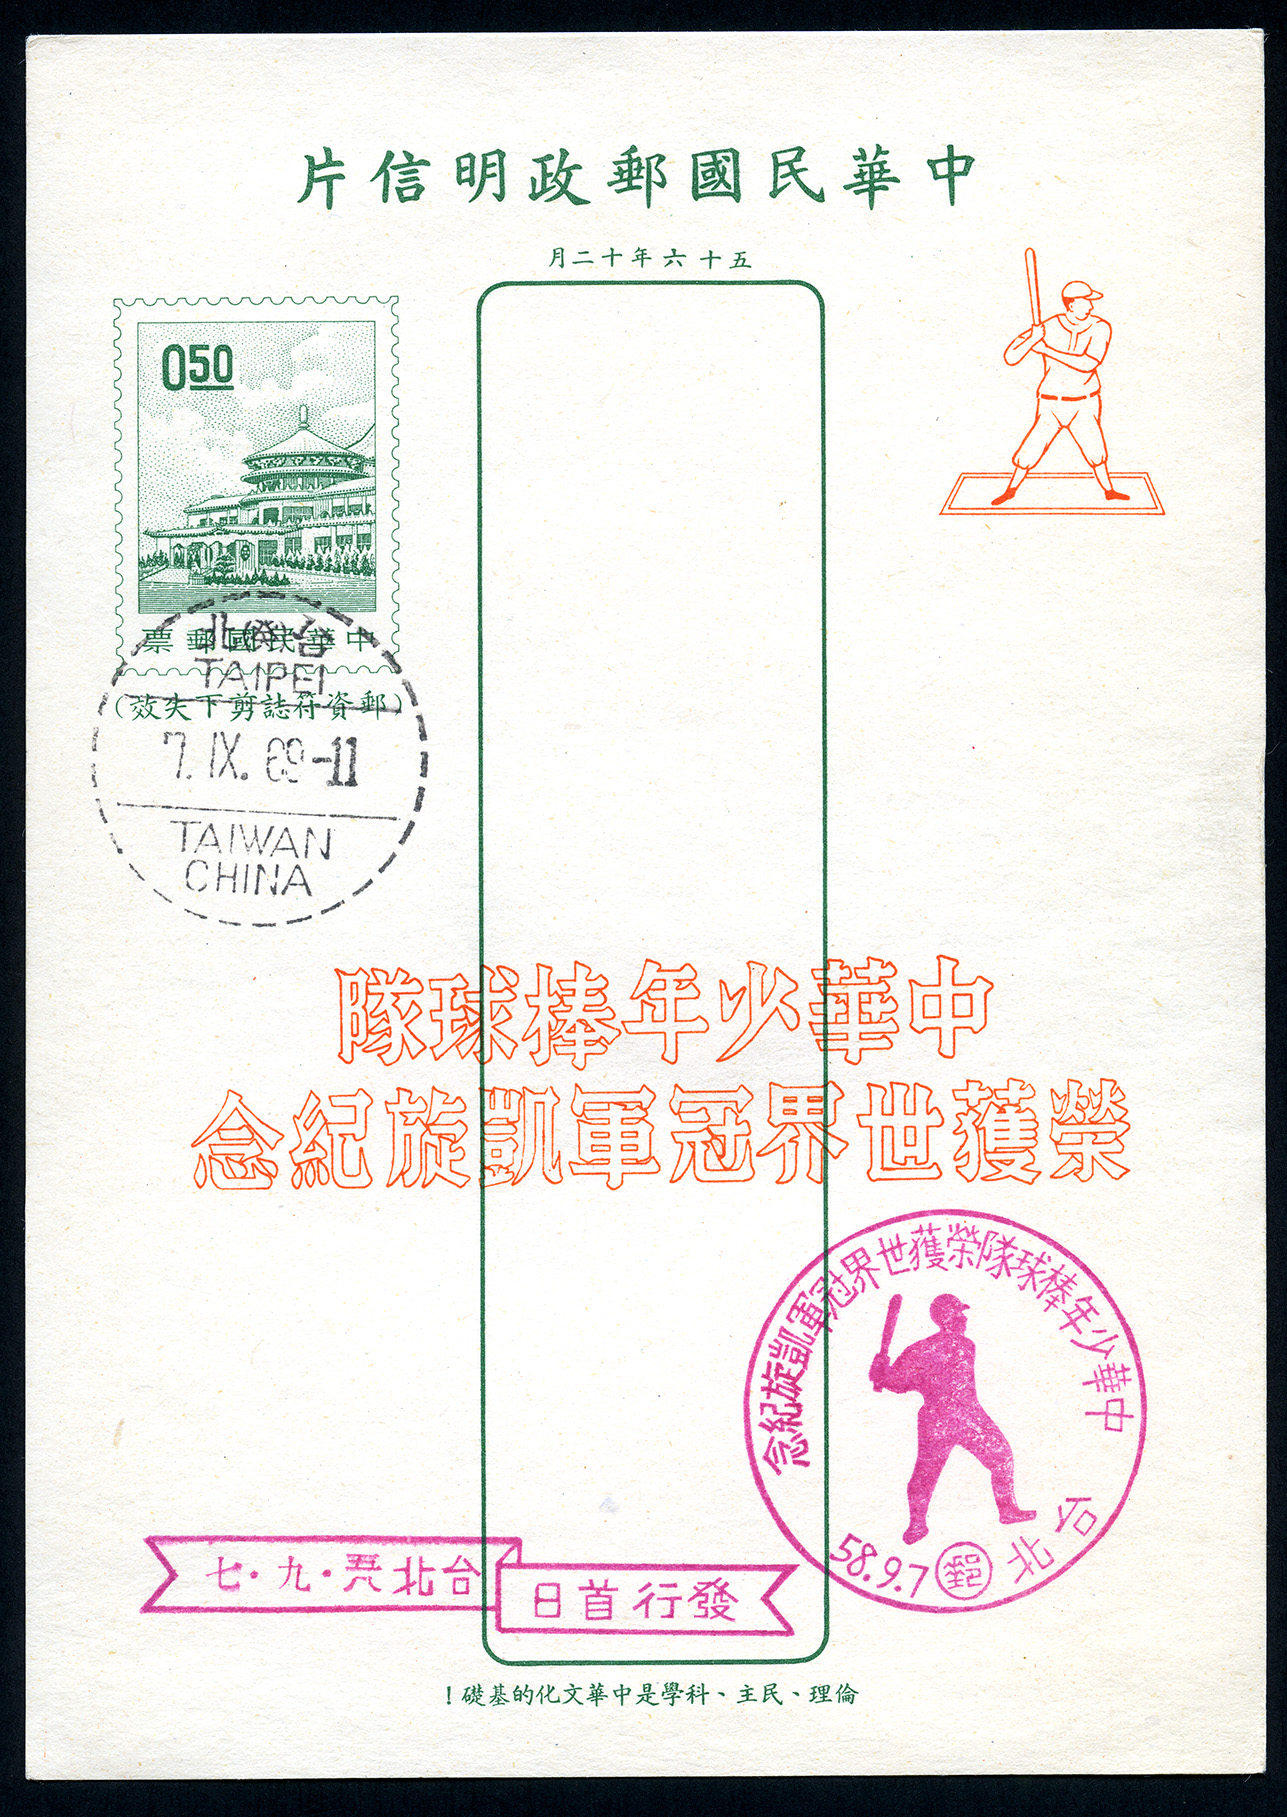 中華民國郵政明信片
五十六年十二月
0.50
中華民國郵票
(郵資符誌剪下失效)
台北
TAIPEI
7. IX. 69-11
TAIWAN
CHINA
中華少年棒球隊
榮獲世界冠軍凱旋紀念
中華少年棒球隊榮獲世界冠軍凱旋紀念
台北
郵
58.9.7
台北五八・九・七
發行首日
倫理、民主、科學是中華文化的基礎!